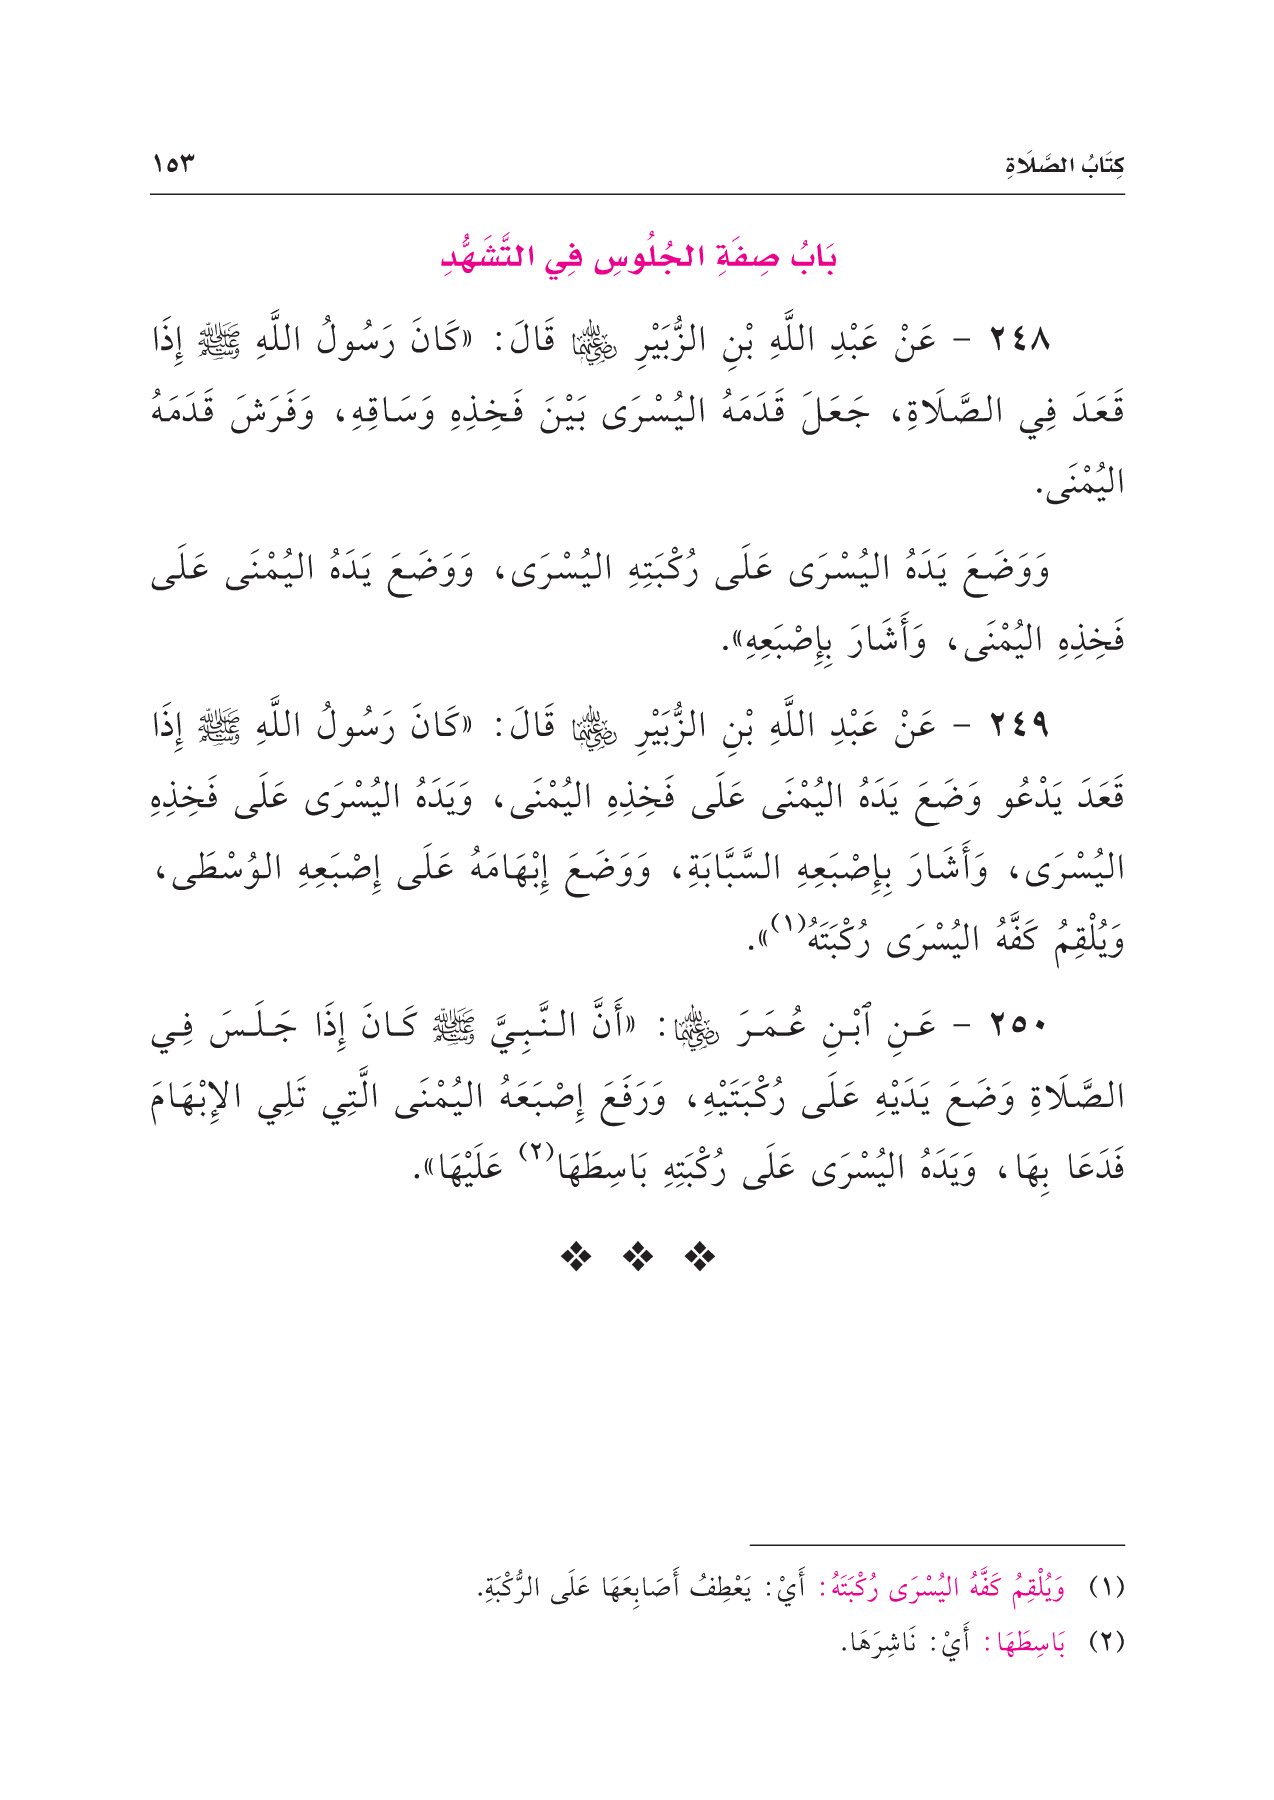 كِتَابُ الصَّلَاةِ ١٥٣
بَابُ صِفَةِ الجُلُوسِ فِي التَّشَهُّدِ
٢٤٨ - عَنْ عَبْدِ اللَّهِ بْنِ الزُّبَيْرِ رضي الله عنهما قَالَ: «كَانَ رَسُولُ اللَّهِ ﷺ إِذَا
قَعَدَ فِي الصَّلَاةِ، جَعَلَ قَدَمَهُ اليُسْرَى بَيْنَ فَخِذِهِ وَسَاقِهِ، وَفَرَشَ قَدَمَهُ
اليُمْنَى.
وَوَضَعَ يَدَهُ اليُسْرَى عَلَى رُكْبَتِهِ اليُسْرَى، وَوَضَعَ يَدَهُ اليُمْنَى عَلَى
فَخِذِهِ اليُمْنَى، وَأَشَارَ بِإِصْبَعِهِ».
٢٤٩ - عَنْ عَبْدِ اللَّهِ بْنِ الزُّبَيْرِ رضي الله عنهما قَالَ: «كَانَ رَسُولُ اللَّهِ ﷺ إِذَا
قَعَدَ يَدْعُو وَضَعَ يَدَهُ اليُمْنَى عَلَى فَخِذِهِ اليُمْنَى، وَيَدَهُ اليُسْرَى عَلَى فَخِذِهِ
اليُسْرَى، وَأَشَارَ بِإِصْبَعِهِ السَّبَّابَةِ، وَوَضَعَ إِبْهَامَهُ عَلَى إِصْبَعِهِ الوُسْطَى،
وَيُلْقِمُ كَفَّهُ اليُسْرَى رُكْبَتَهُ(١)».
٢٥٠ - عَنِ ٱبْنِ عُمَرَ رضي الله عنهما: «أَنَّ النَّبِيَّ ﷺ كَانَ إِذَا جَلَسَ فِي
الصَّلَاةِ وَضَعَ يَدَيْهِ عَلَى رُكْبَتَيْهِ، وَرَفَعَ إِصْبَعَهُ اليُمْنَى الَّتِي تَلِي الإِبْهَامَ
فَدَعَا بِهَا، وَيَدَهُ اليُسْرَى عَلَى رُكْبَتِهِ بَاسِطَهَا(٢) عَلَيْهَا».
(١) وَيُلْقِمُ كَفَّهُ اليُسْرَى رُكْبَتَهُ: أَيْ: يَعْطِفُ أَصَابِعَهَا عَلَى الرُّكْبَةِ.
(٢) بَاسِطَهَا: أَيْ: نَاشِرَهَا.